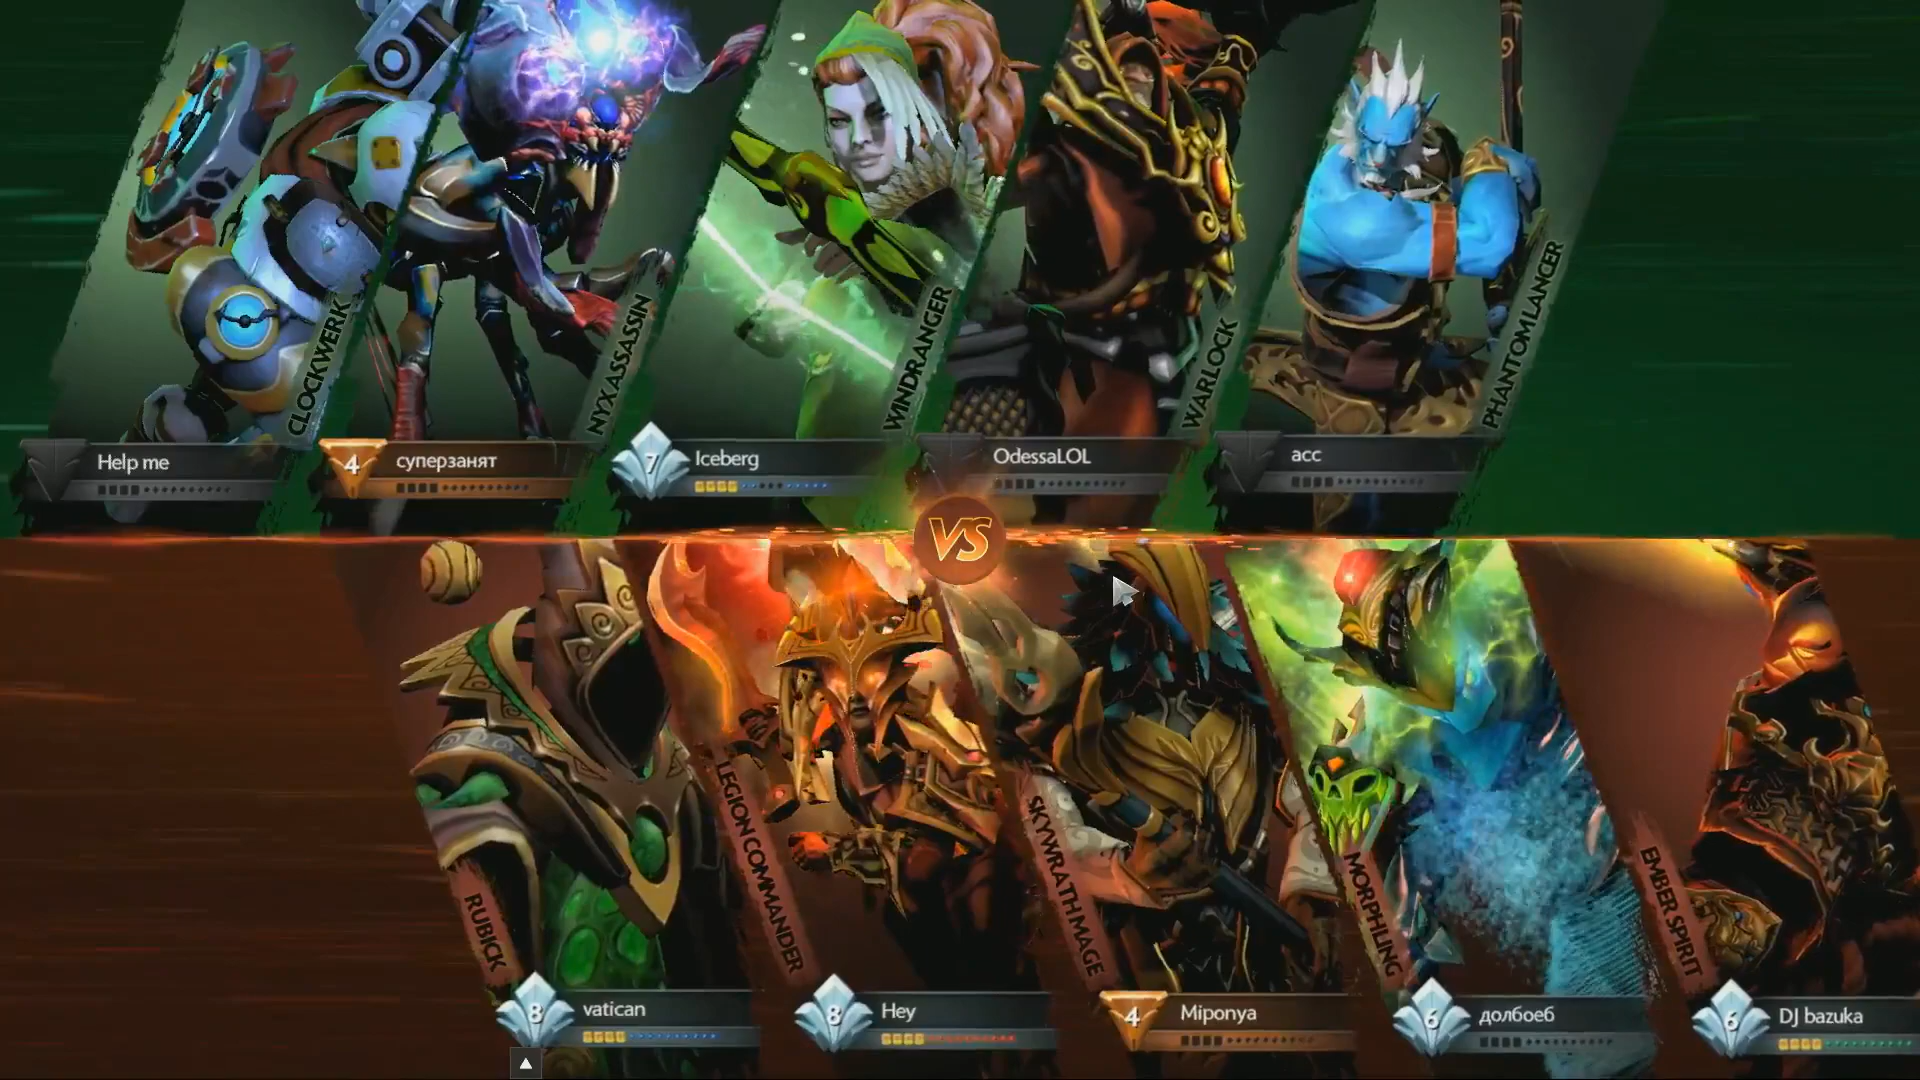 CLOCKWERK
NYX ASSASSIN
WINDRANGER
WARLOCK
PHANTOM LANCER
Help me
4 суперзанят
7 Iceberg
OdessaLOL
acc
VS
RUBICK
LEGION COMMANDER
SKYWRATH MAGE
MORPHLING
EMBER SPIRIT
8 vatican
8 Hey
4 Miponya
6 долбоеб
6 DJ bazuka